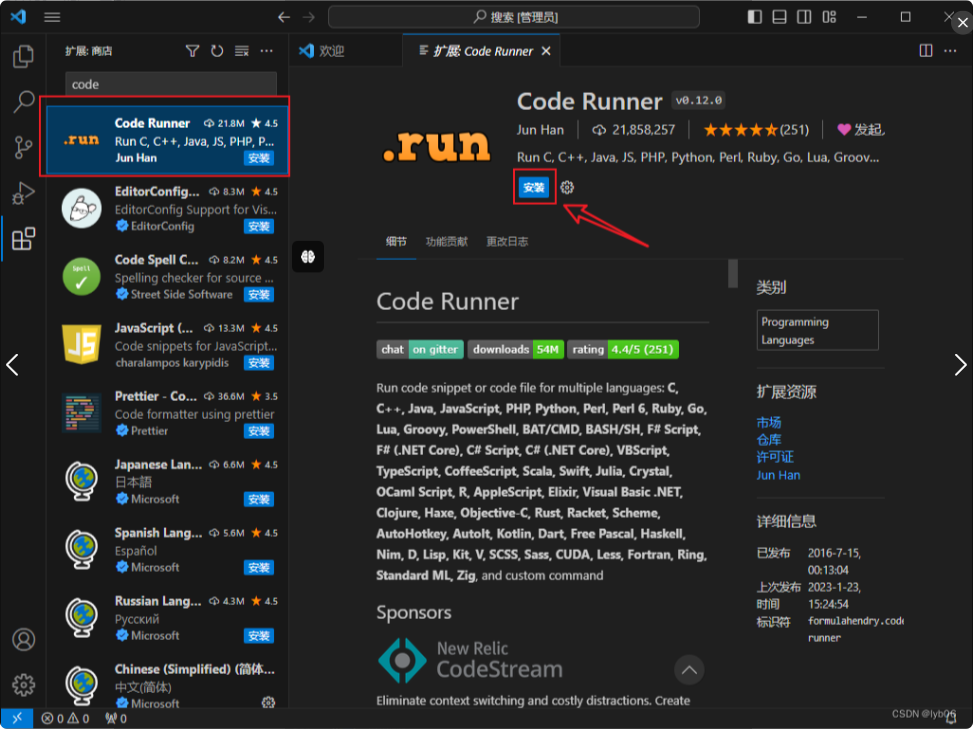 搜索 [管理员]
扩展: 商店
code
Code Runner 21.8M 4.5
Run C, C++, Java, JS, PHP, P...
Jun Han 安装
.run
EditorConfig... 8.3M 4.5
EditorConfig Support for Vis...
EditorConfig 安装
Code Spell C... 8.2M 4.5
Spelling checker for source ...
Street Side Software 安装
Spell
JavaScript (... 13.3M 4.5
Code snippets for JavaScript...
charalampos karypidis 安装
JS
Prettier - Co... 36.6M 3.5
Code formatter using prettier
Prettier 安装
Japanese Lan... 6.6M 4.5
日本語
Microsoft 安装
Spanish Lang... 5.6M 4.5
Español
Microsoft 安装
Russian Lang... 4.3M 4.5
Русский
Microsoft 安装
Chinese (Simplified) (简体...
中文(简体)
Microsoft
0 0 0
欢迎
扩展: Code Runner
.run
Code Runner v0.12.0
Jun Han 21,858,257 (251) 发起
Run C, C++, Java, JS, PHP, Python, Perl, Ruby, Go, Lua, Groov...
安装
细节 功能贡献 更改日志
Code Runner
chat on gitter downloads 54M rating 4.4/5 (251)
Run code snippet or code file for multiple languages: C,
C++, Java, JavaScript, PHP, Python, Perl, Perl 6, Ruby, Go,
Lua, Groovy, PowerShell, BAT/CMD, BASH/SH, F# Script,
F# (.NET Core), C# Script, C# (.NET Core), VBScript,
TypeScript, CoffeeScript, Scala, Swift, Julia, Crystal,
OCaml Script, R, AppleScript, Elixir, Visual Basic .NET,
Clojure, Haxe, Objective-C, Rust, Racket, Scheme,
AutoHotkey, AutoIt, Kotlin, Dart, Free Pascal, Haskell,
Nim, D, Lisp, Kit, V, SCSS, Sass, CUDA, Less, Fortran, Ring,
Standard ML, Zig, and custom command
Sponsors
New Relic
CodeStream
Eliminate context switching and costly distractions. Create
类别
Programming
Languages
扩展资源
市场
仓库
许可证
Jun Han
详细信息
已发布 2016-7-15,
00:13:04
上次发布 2023-1-23,
时间 15:24:54
标识符 formulahendry.code
runner
CSDN @lyb06